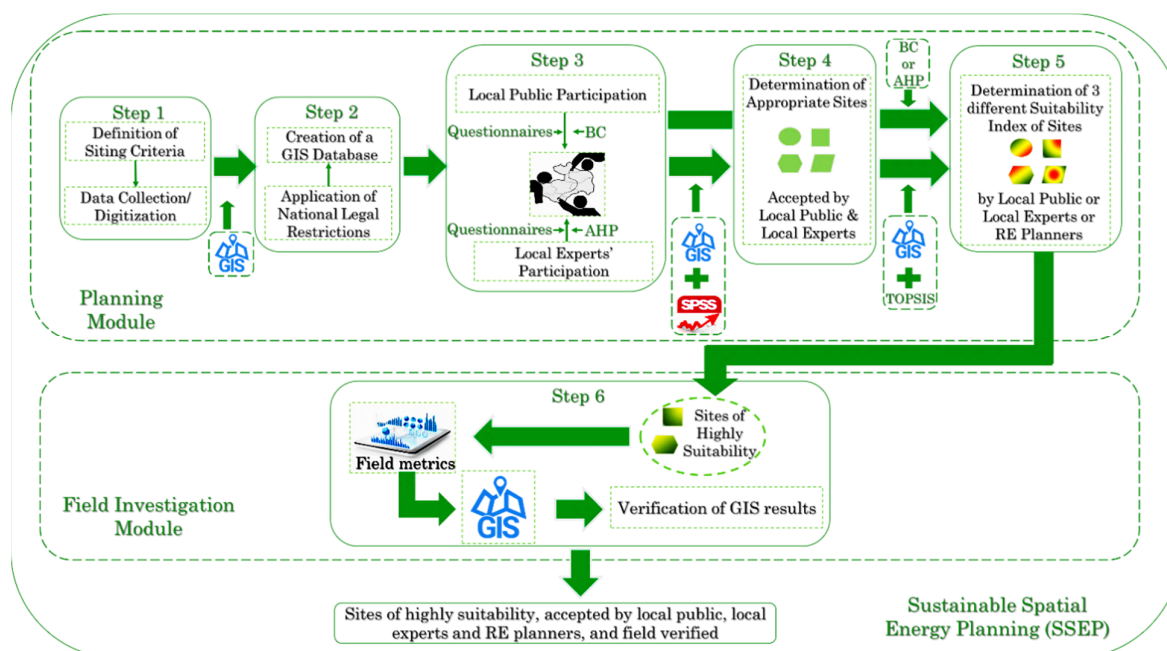 Step 1
Definition of
Siting Criteria
Data Collection/
Digitization
GIS
Step 2
Creation of a
GIS Database
Application of
National Legal
Restrictions
Step 3
Local Public Participation
Questionnaires
BC
Questionnaires
AHP
Local Experts'
Participation
GIS
SPSS
Step 4
Determination of
Appropriate Sites
Accepted by
Local Public &
Local Experts
BC
or
AHP
GIS
TOPSIS
Step 5
Determination of 3
different Suitability
Index of Sites
by Local Public or
Local Experts or
RE Planners
Planning
Module
Step 6
Sites of
Highly
Suitability
Field metrics
GIS
Verification of GIS results
Field Investigation
Module
Sites of highly suitability, accepted by local public, local
experts and RE planners, and field verified
Sustainable Spatial
Energy Planning (SSEP)